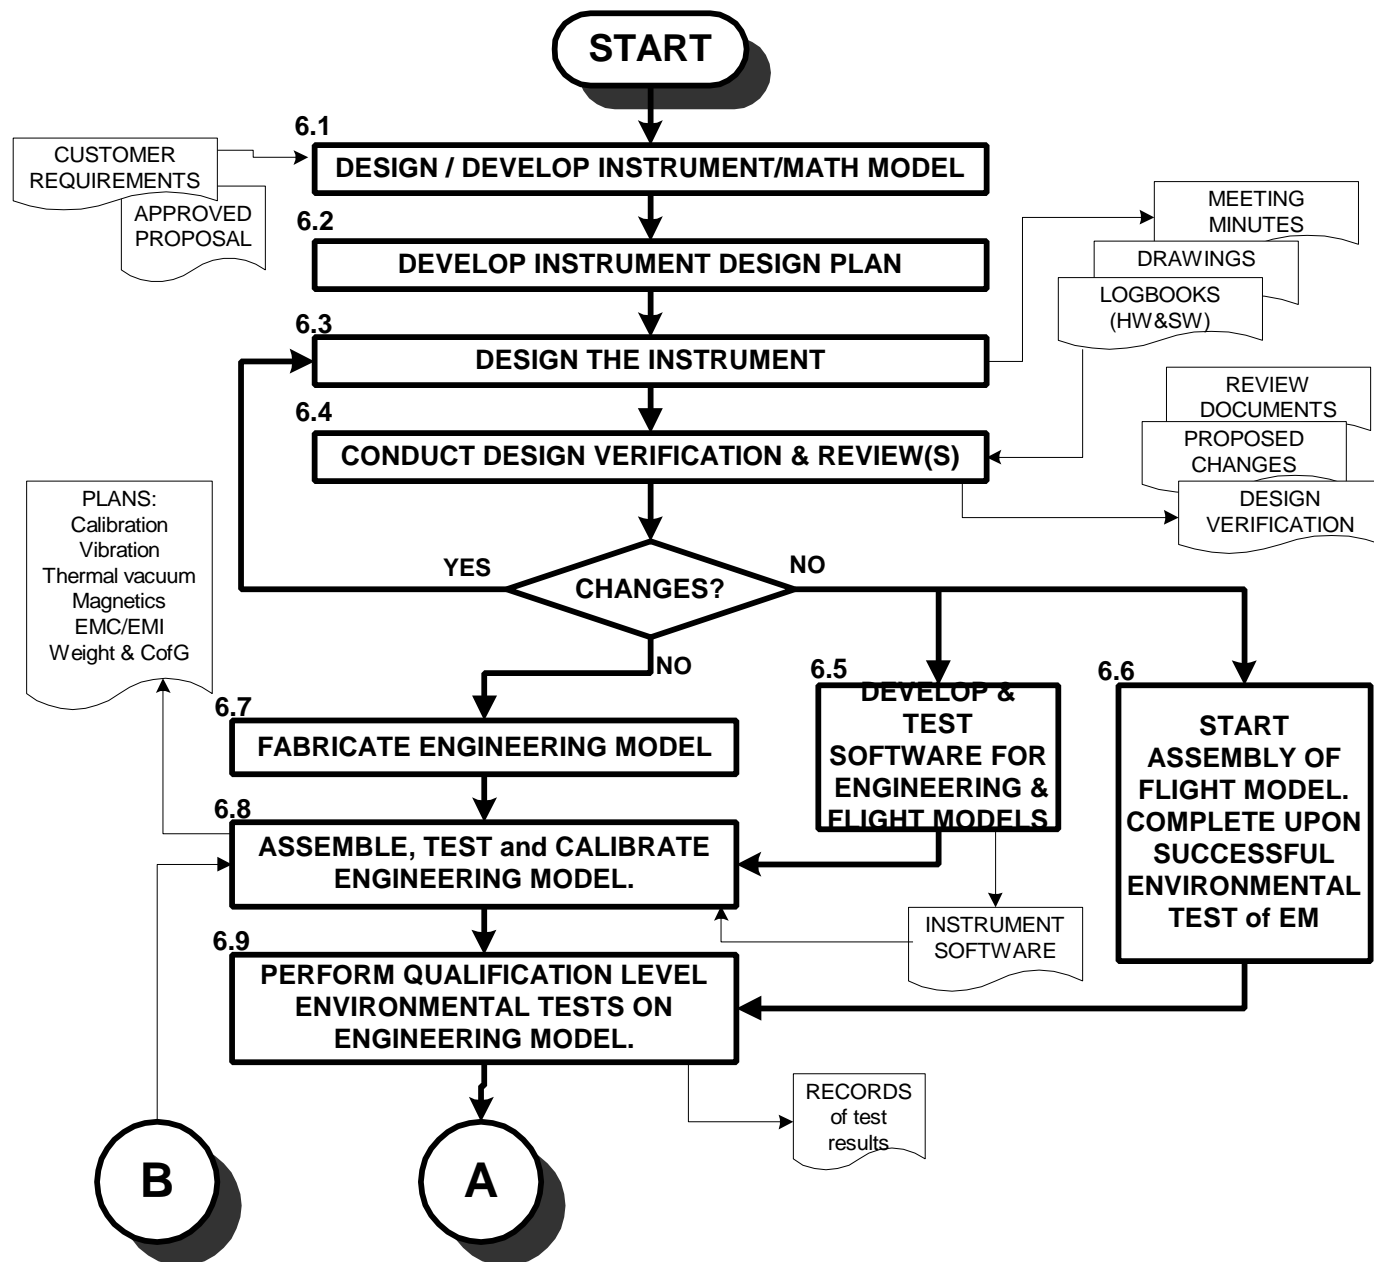 START
6.1
DESIGN / DEVELOP INSTRUMENT/MATH MODEL
CUSTOMER
REQUIREMENTS
APPROVED
PROPOSAL
6.2
DEVELOP INSTRUMENT DESIGN PLAN
MEETING
MINUTES
DRAWINGS
LOGBOOKS
(HW&SW)
6.3
DESIGN THE INSTRUMENT
6.4
CONDUCT DESIGN VERIFICATION & REVIEW(S)
REVIEW
DOCUMENTS
PROPOSED
CHANGES
DESIGN
VERIFICATION
PLANS:
Calibration
Vibration
Thermal vacuum
Magnetics
EMC/EMI
Weight & CofG
YES
CHANGES?
NO
NO
6.5
DEVELOP &
TEST
SOFTWARE FOR
ENGINEERING &
FLIGHT MODELS
6.6
START
ASSEMBLY OF
FLIGHT MODEL.
COMPLETE UPON
SUCCESSFUL
ENVIRONMENTAL
TEST of EM
6.7
FABRICATE ENGINEERING MODEL
6.8
ASSEMBLE, TEST and CALIBRATE
ENGINEERING MODEL.
INSTRUMENT
SOFTWARE
6.9
PERFORM QUALIFICATION LEVEL
ENVIRONMENTAL TESTS ON
ENGINEERING MODEL.
RECORDS
of test
results
B
A